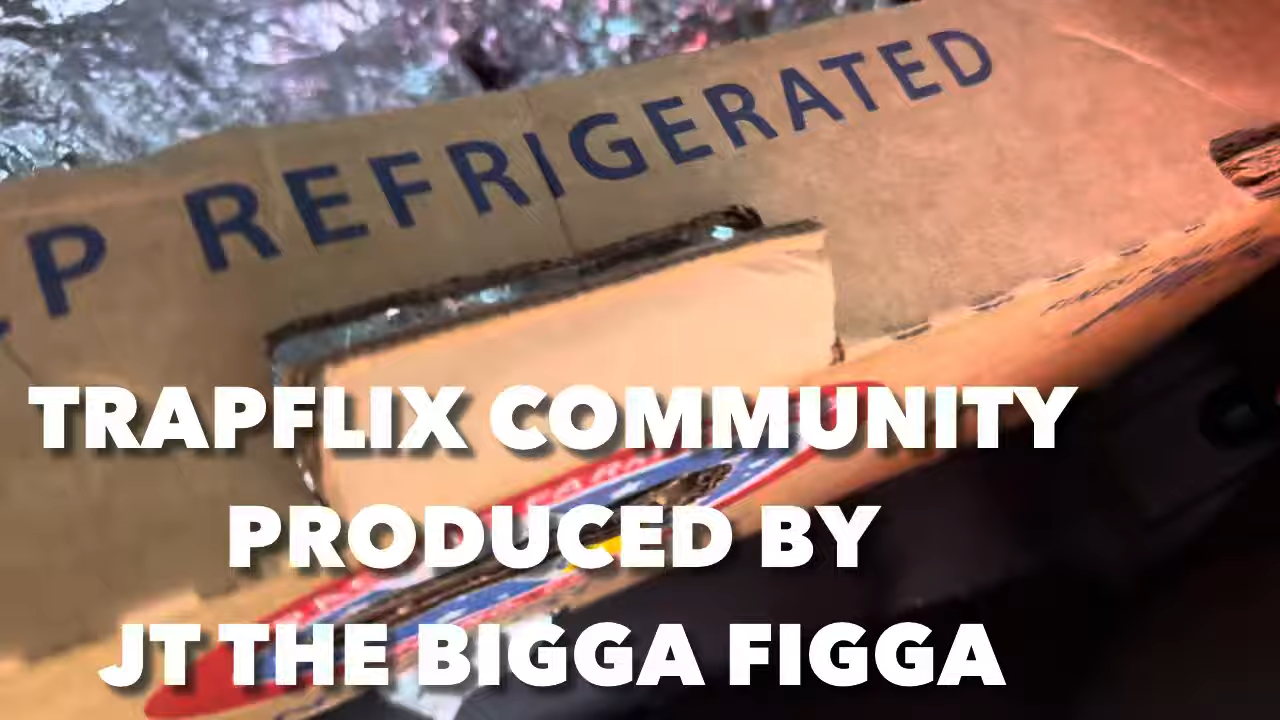 REFRIGERATED
TRAPFLIX COMMUNITY
PRODUCED BY
JT THE BIGGA FIGGA